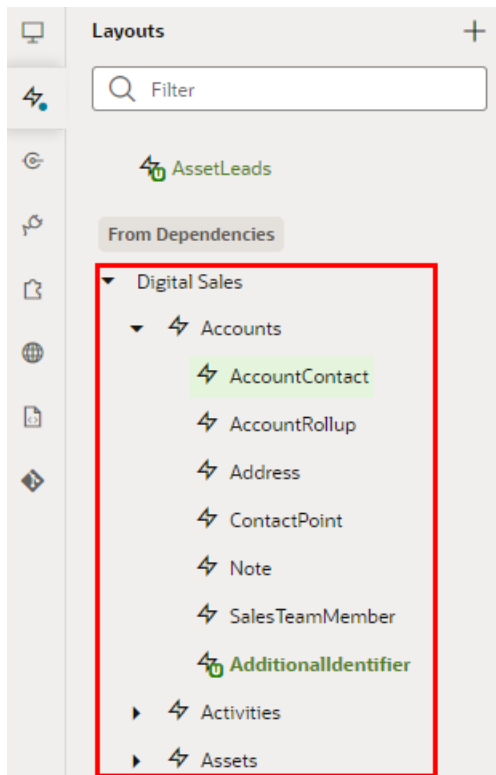 Layouts
Filter
AssetLeads
From Dependencies
Digital Sales
Accounts
AccountContact
AccountRollup
Address
ContactPoint
Note
SalesTeamMember
AdditionalIdentifier
Activities
Assets